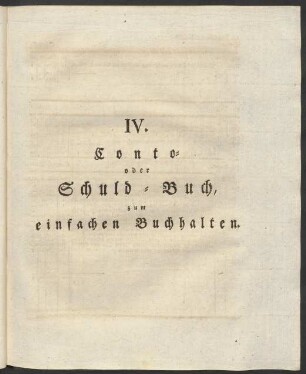 IV.
Conto-
oder
Schuld-Buch,
zum
einfachen Buchhalten.